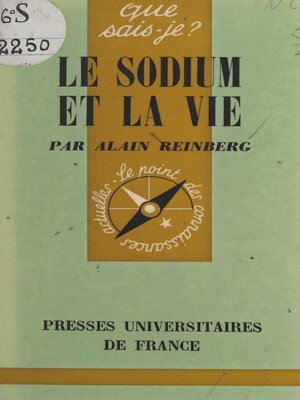 que
sais-je?
6°S
2250
LE SODIUM
ET LA VIE
PAR ALAIN REINBERG
Le point des connaissances actuelles
PRESSES UNIVERSITAIRES
DE FRANCE